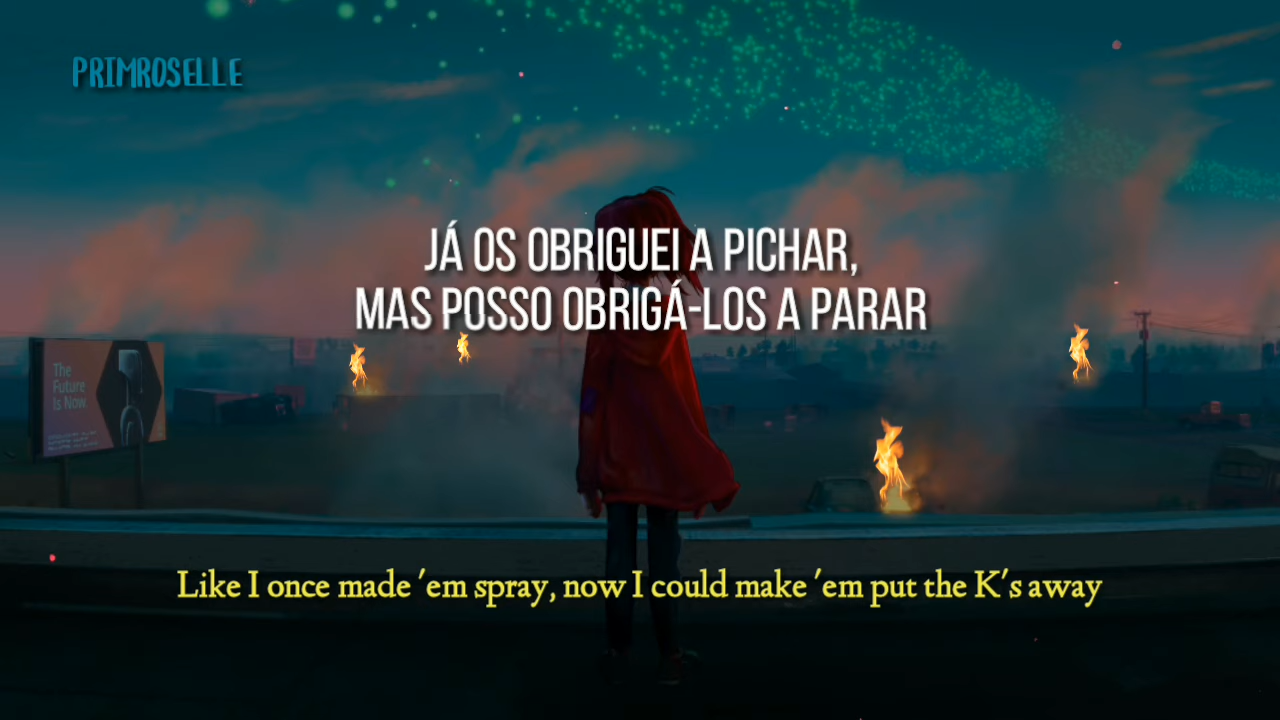 PRIMROSELLE
JÁ OS OBRIGUEI A PICHAR,
MAS POSSO OBRIGÁ-LOS A PARAR
The
Future
Is Now.
Like I once made 'em spray, now I could make 'em put the K's away